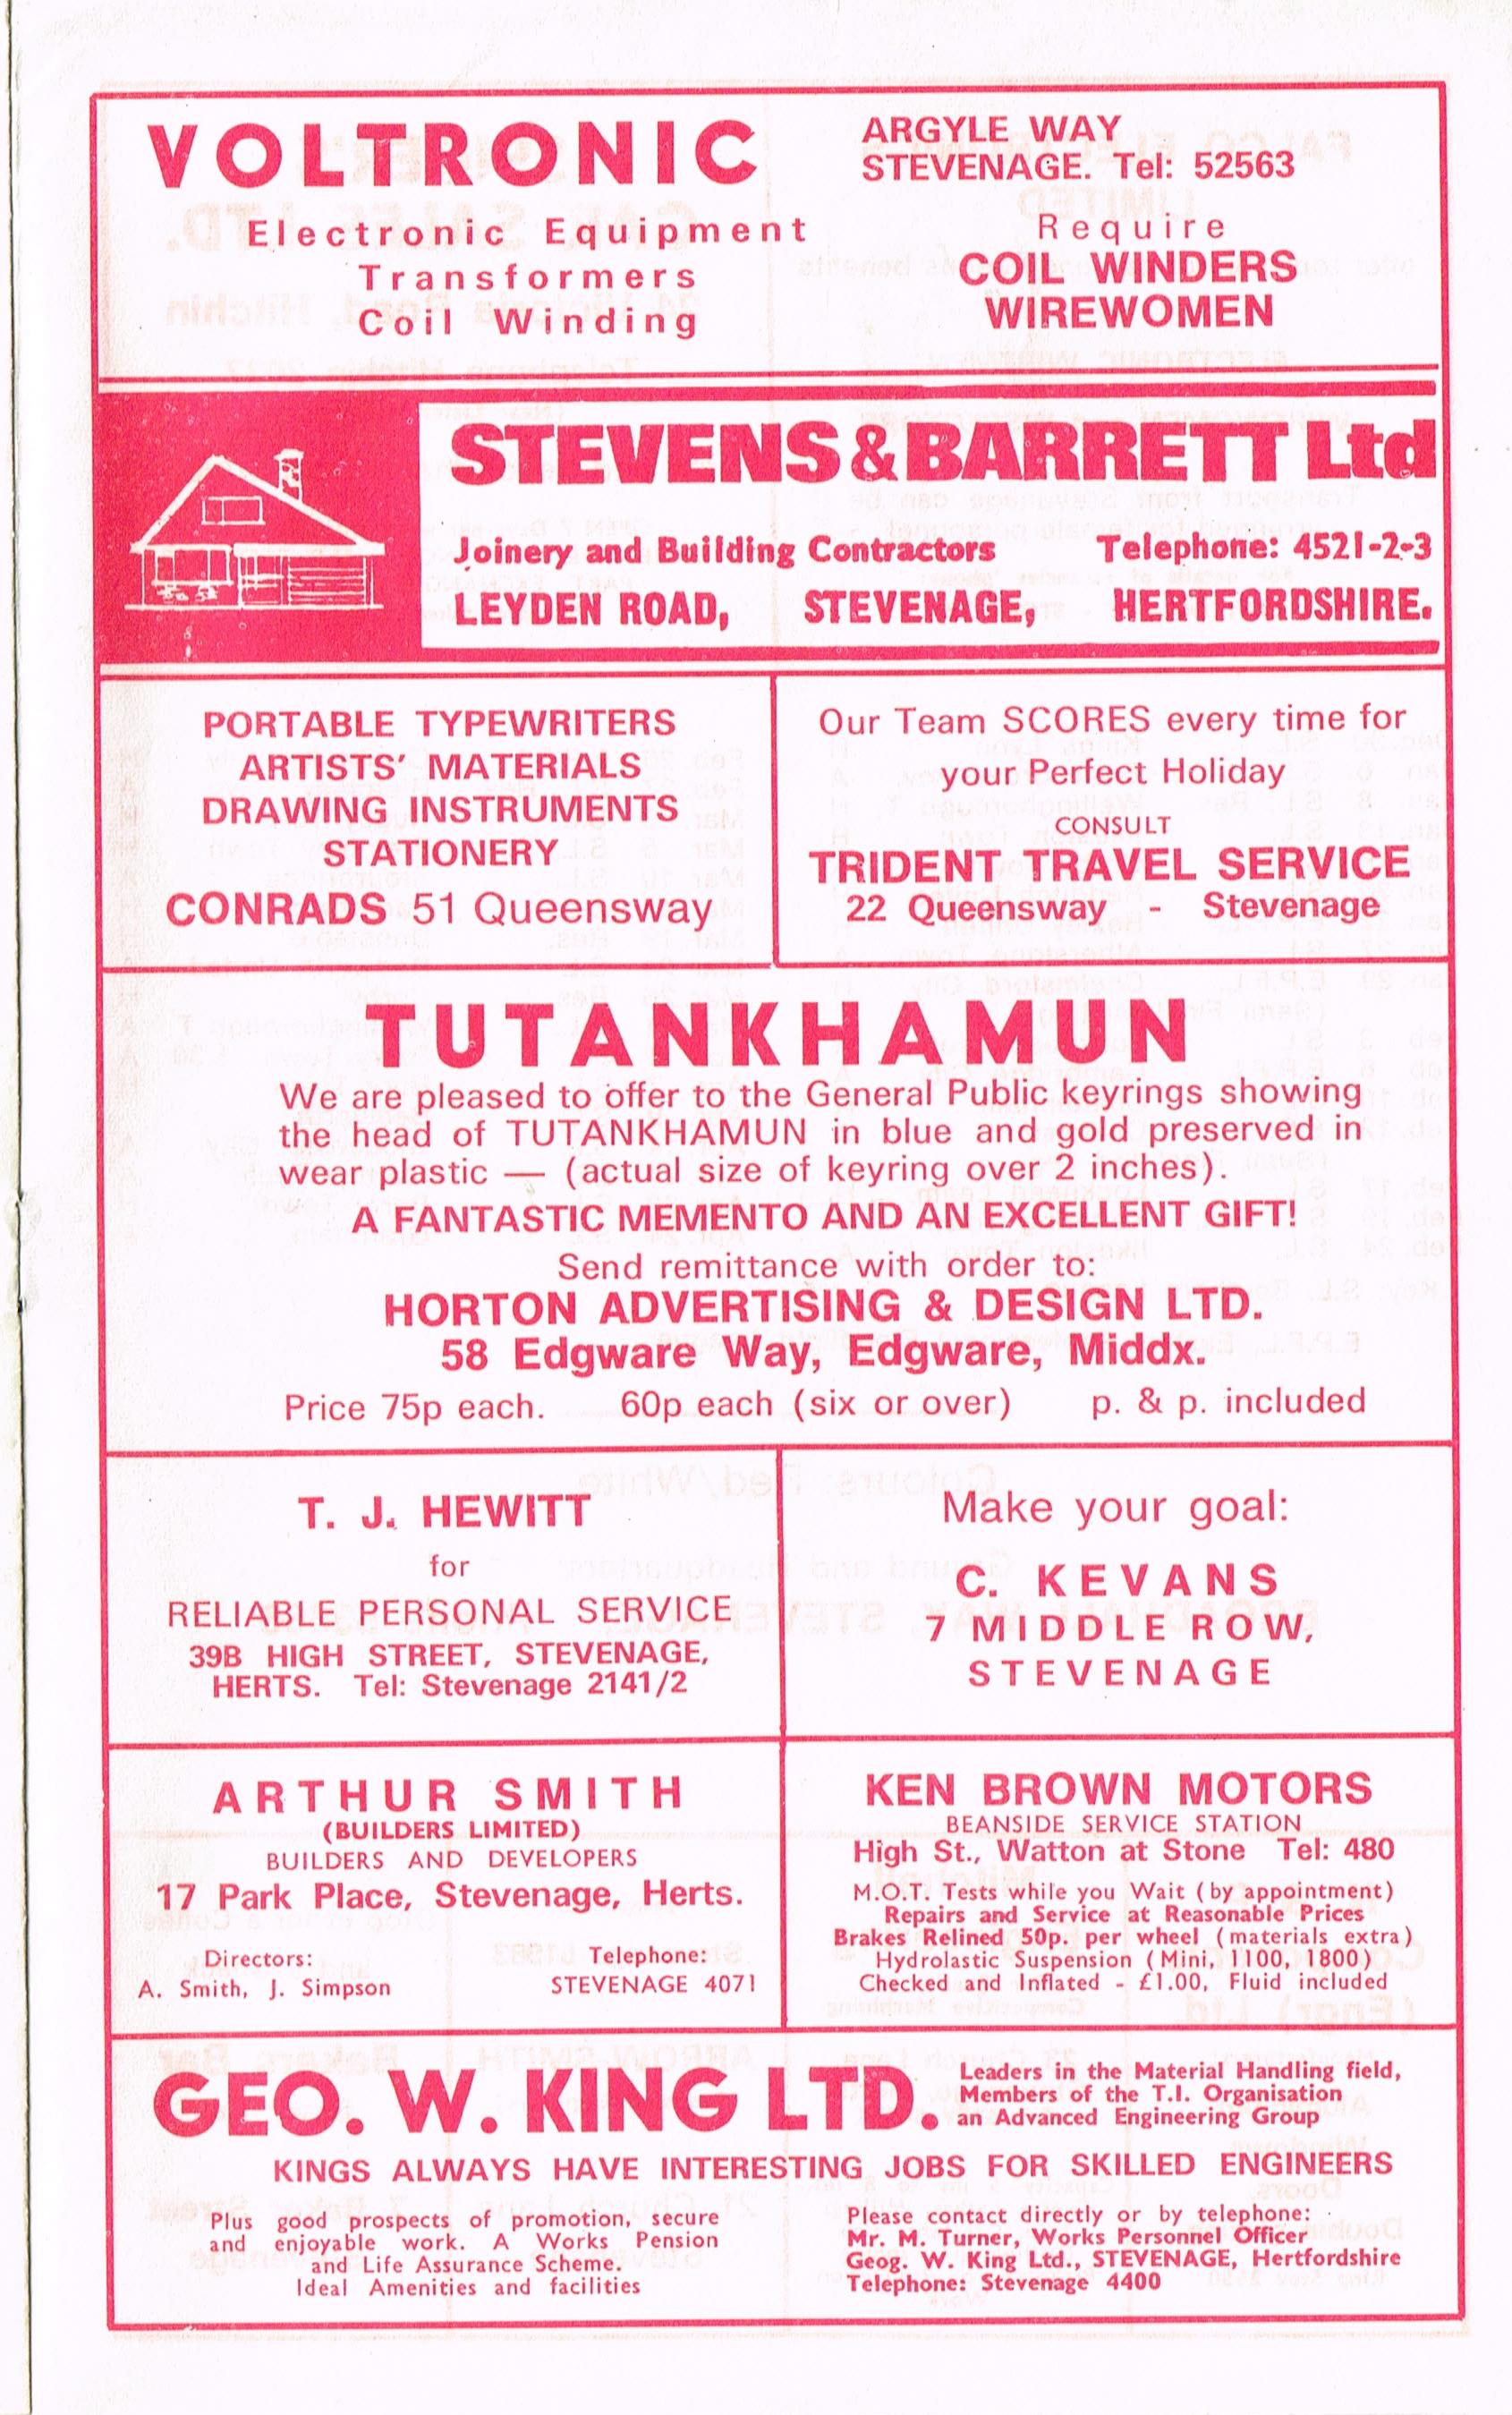 VOLTRONIC
Electronic Equipment
Transformers
Coil Winding
ARGYLE WAY
STEVENAGE. Tel: 52563
Require
COIL WINDERS
WIREWOMEN
STEVENS & BARRETT Ltd
Joinery and Building Contractors Telephone: 4521-2-3
LEYDEN ROAD, STEVENAGE, HERTFORDSHIRE.
PORTABLE TYPEWRITERS
ARTISTS' MATERIALS
DRAWING INSTRUMENTS
STATIONERY
CONRADS 51 Queensway
Our Team SCORES every time for
your Perfect Holiday
CONSULT
TRIDENT TRAVEL SERVICE
22 Queensway - Stevenage
TUTANKHAMUN
We are pleased to offer to the General Public keyrings showing
the head of TUTANKHAMUN in blue and gold preserved in
wear plastic — (actual size of keyring over 2 inches).
A FANTASTIC MEMENTO AND AN EXCELLENT GIFT!
Send remittance with order to:
HORTON ADVERTISING & DESIGN LTD.
58 Edgware Way, Edgware, Middx.
Price 75p each. 60p each (six or over) p. & p. included
T. J. HEWITT
for
RELIABLE PERSONAL SERVICE
39B HIGH STREET, STEVENAGE,
HERTS. Tel: Stevenage 2141/2
Make your goal:
C. KEVANS
7 MIDDLE ROW,
STEVENAGE
ARTHUR SMITH
(BUILDERS LIMITED)
BUILDERS AND DEVELOPERS
17 Park Place, Stevenage, Herts.
Directors: Telephone:
A. Smith, J. Simpson STEVENAGE 4071
KEN BROWN MOTORS
BEANSIDE SERVICE STATION
High St., Watton at Stone Tel: 480
M.O.T. Tests while you Wait (by appointment)
Repairs and Service at Reasonable Prices
Brakes Relined 50p. per wheel (materials extra)
Hydrolastic Suspension (Mini, 1100, 1800)
Checked and Inflated - £1.00, Fluid included
GEO. W. KING LTD.
Leaders in the Material Handling field,
Members of the T.I. Organisation
an Advanced Engineering Group
KINGS ALWAYS HAVE INTERESTING JOBS FOR SKILLED ENGINEERS
Plus good prospects of promotion, secure
and enjoyable work. A Works Pension
and Life Assurance Scheme.
Ideal Amenities and facilities
Please contact directly or by telephone:
Mr. M. Turner, Works Personnel Officer
Geog. W. King Ltd., STEVENAGE, Hertfordshire
Telephone: Stevenage 4400